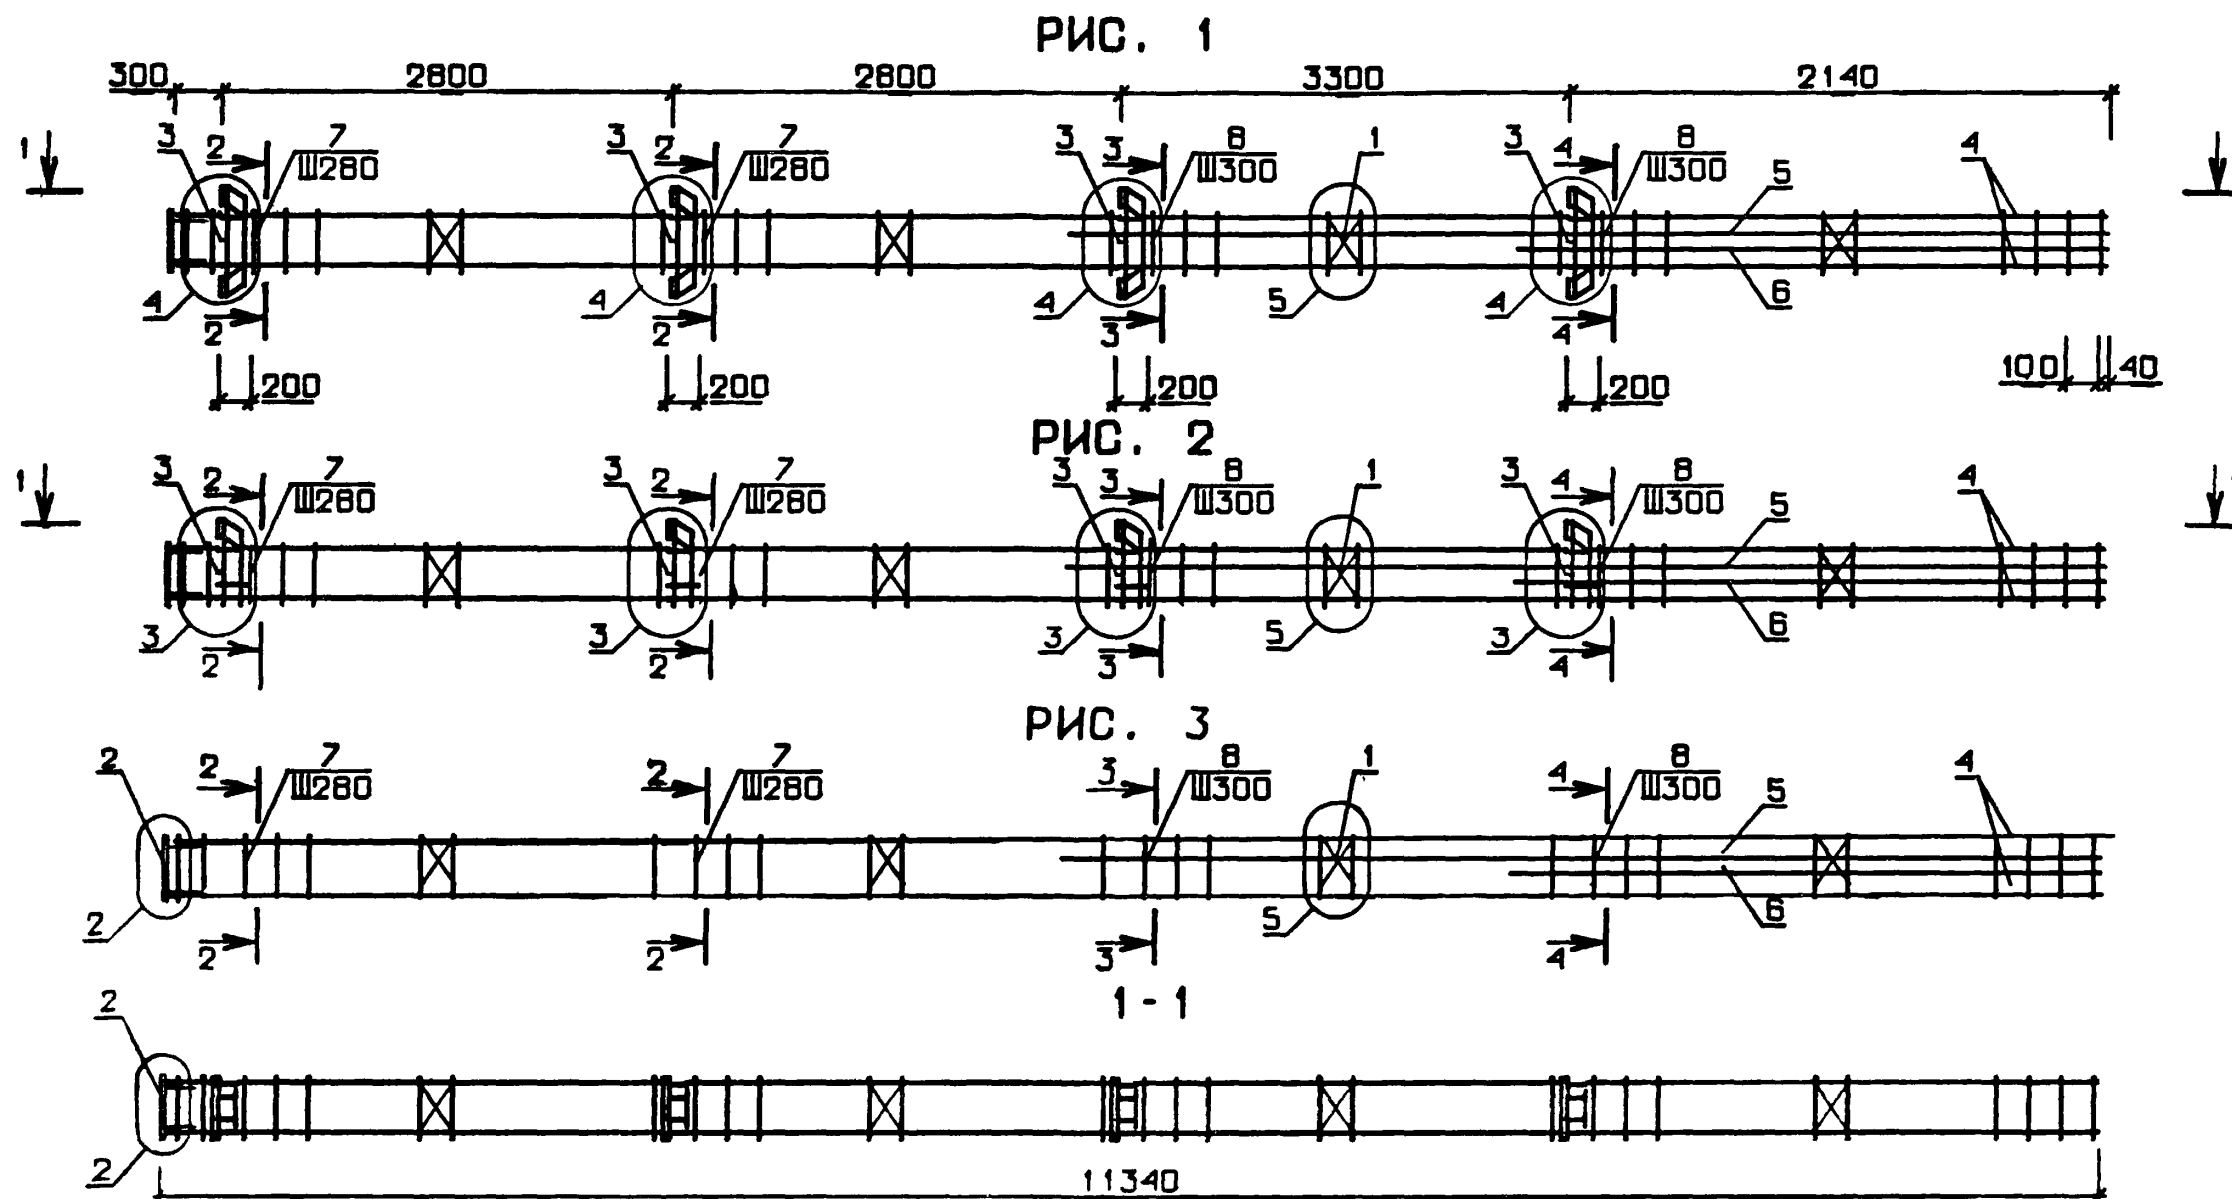 РИС. 1
300 2800 2800 3300 2140
1 3 2 7 3 2 7 3 3 8 1 3 4 8 4
Ш280 Ш280 Ш300 Ш300 5
4 2 4 2 4 3 5 4 4 6
200 200 200 200 100 40
РИС. 2
1 3 2 7 3 2 7 3 3 8 1 3 4 8 4
Ш280 Ш280 Ш300 Ш300 5
3 2 3 2 3 3 5 3 4 6
РИС. 3
2 2 7 2 7 3 8 1 4 8 4
Ш280 Ш280 Ш300 Ш300 5
2 2 2 3 5 4 6
1-1
2
2
11340